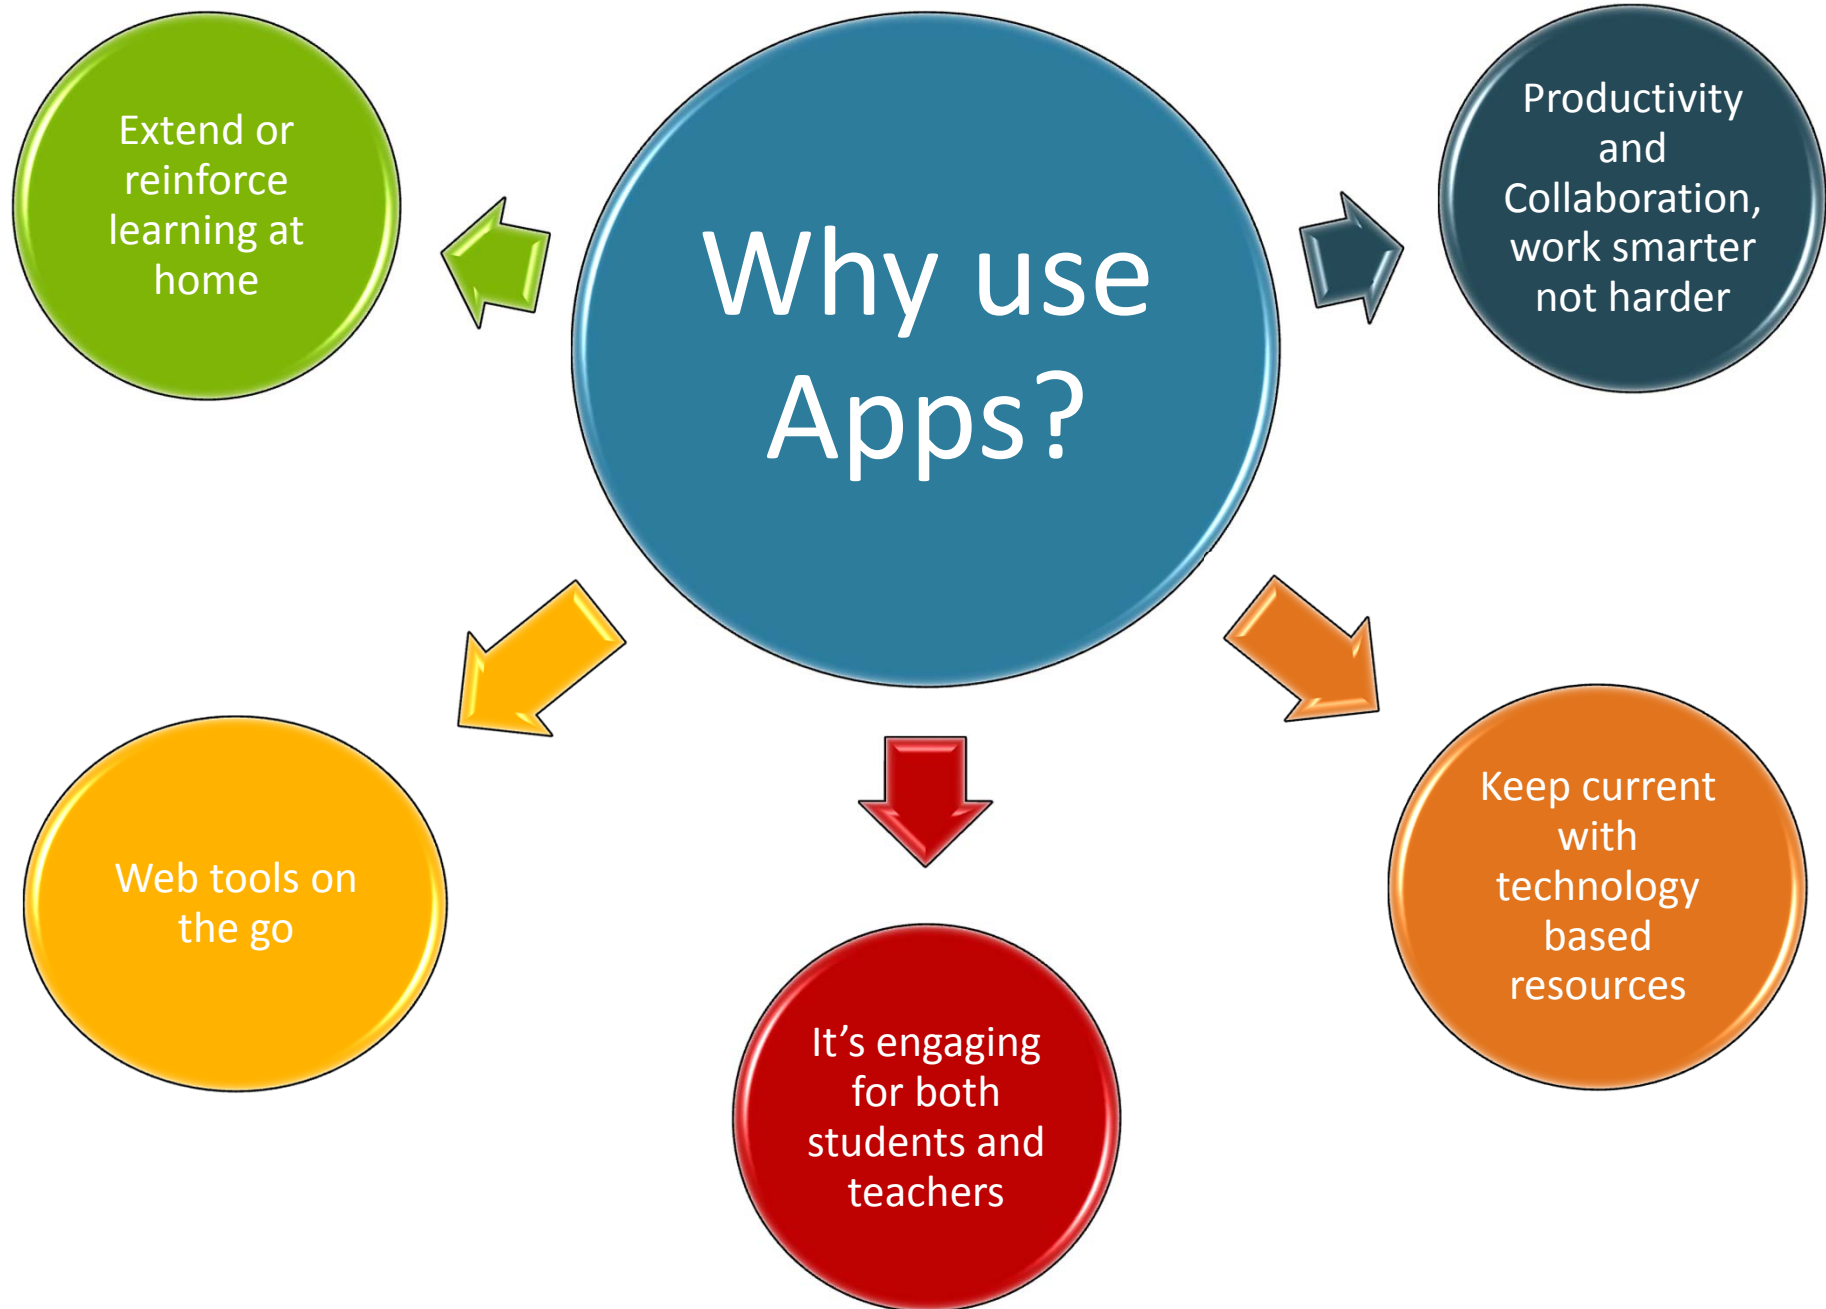 Why use
Apps?
Extend or
reinforce
learning at
home
Productivity
and
Collaboration,
work smarter
not harder
Web tools on
the go
Keep current
with
technology
based
resources
It’s engaging
for both
students and
teachers